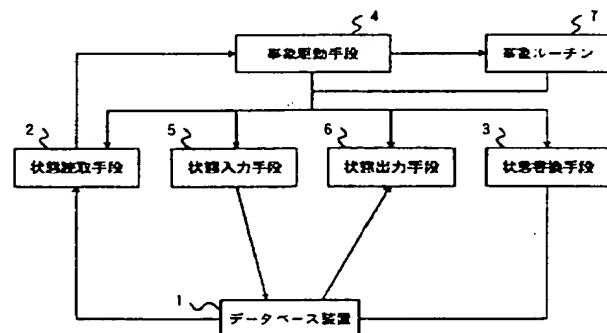 4
7
事象駆動手段
事象ルーチン
2
5
6
3
状態読取手段
状態入力手段
状態出力手段
状態書換手段
1
データベース装置